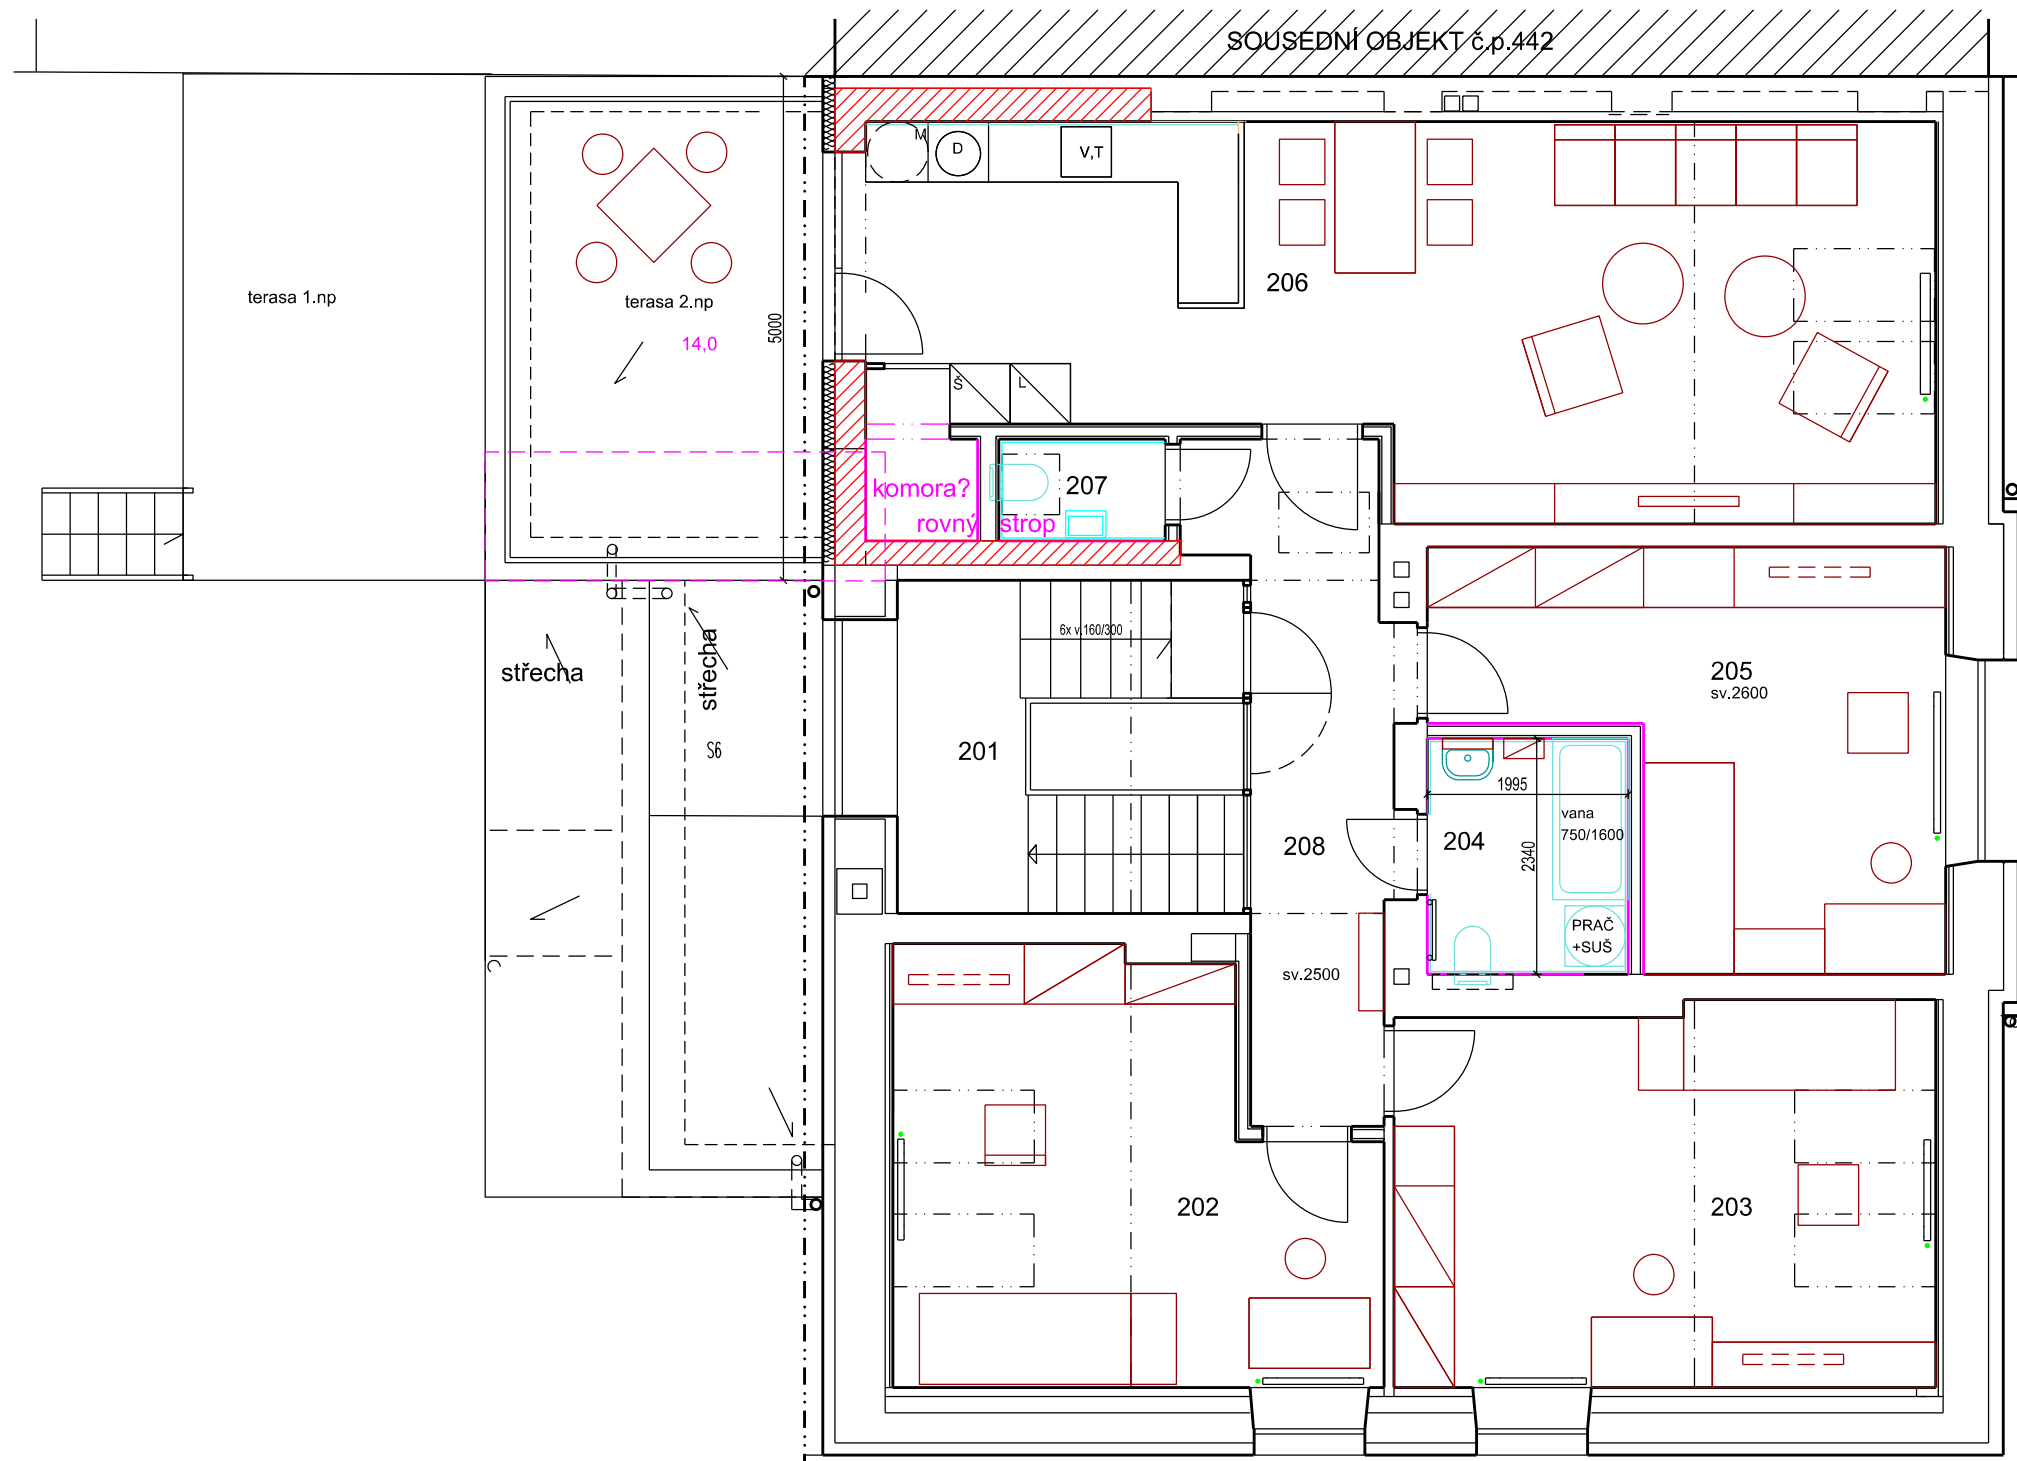 SOUSEDNÍ OBJEKT č.p.442
M
D
V,T
terasa 1.np
terasa 2.np
14,0
5000
206
Š
L
komora?
rovný strop
207
6x v.160/300
střecha
střecha
S6
201
205
sv.2600
1995
vana
750/1600
204
2340
208
PRAČ
+SUŠ
sv.2500
202
203